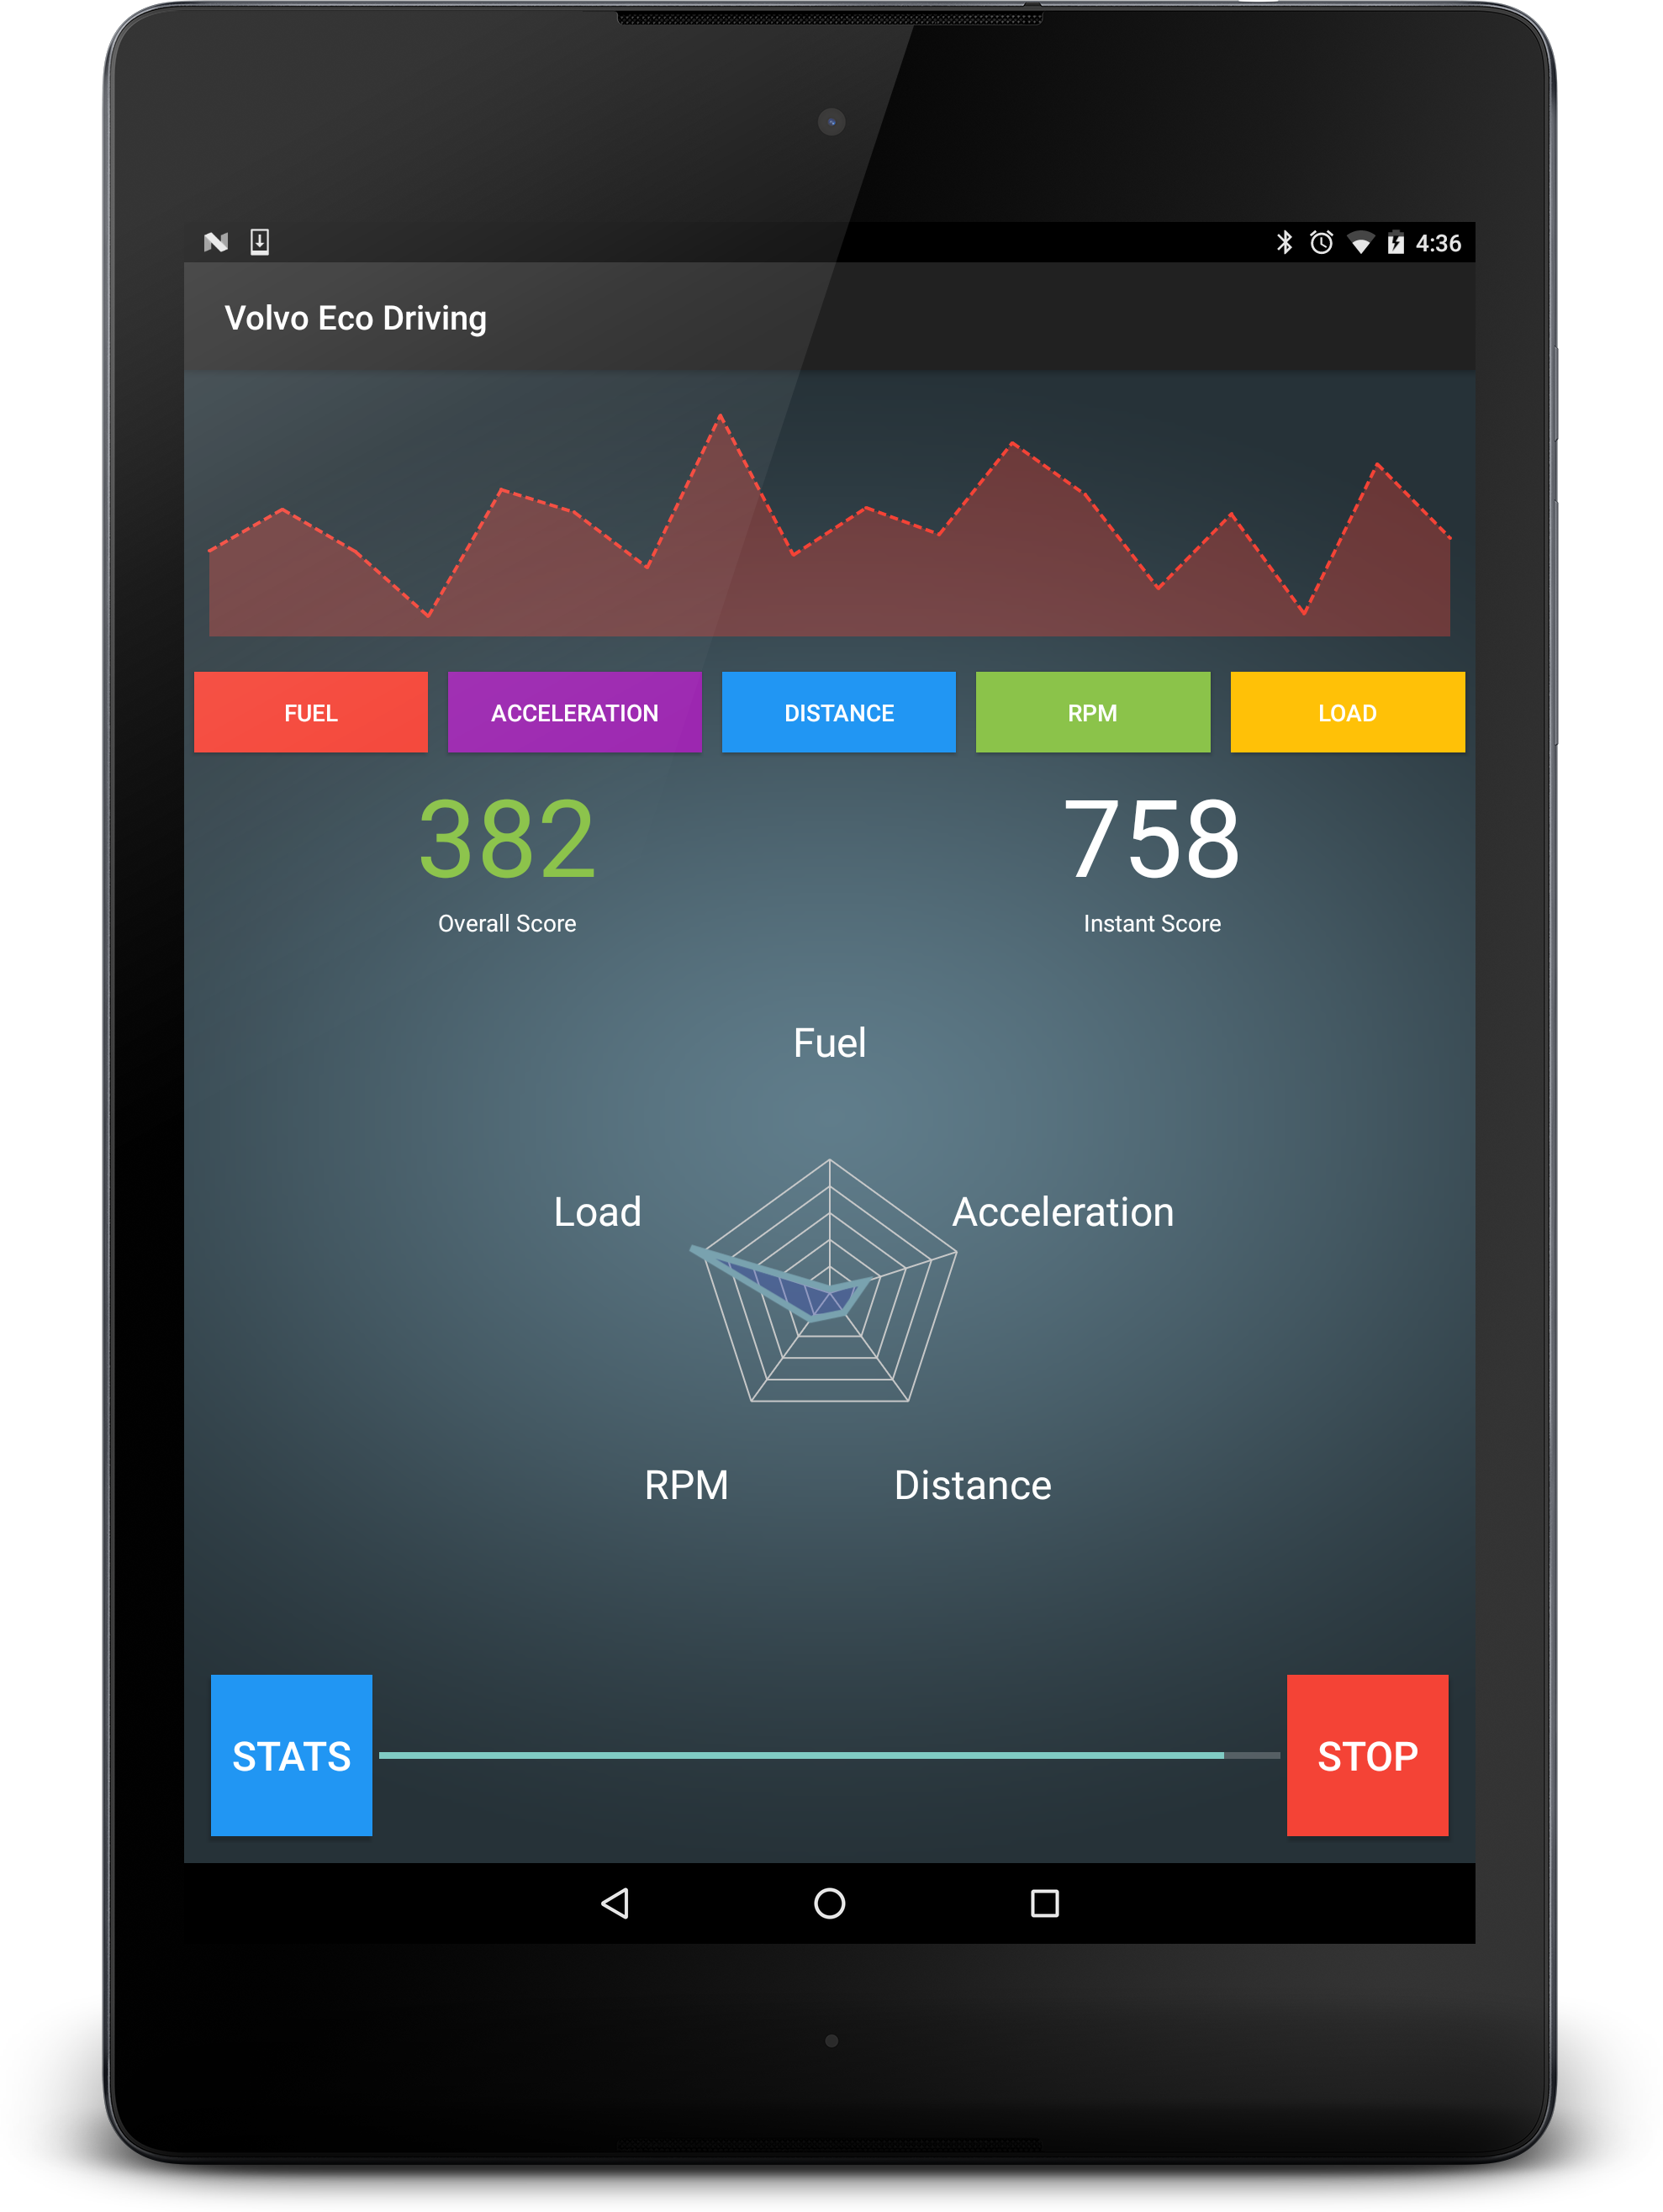 4:36
Volvo Eco Driving
FUEL ACCELERATION DISTANCE RPM LOAD
382 758
Overall Score Instant Score
Fuel
Load Acceleration
RPM Distance
STATS STOP